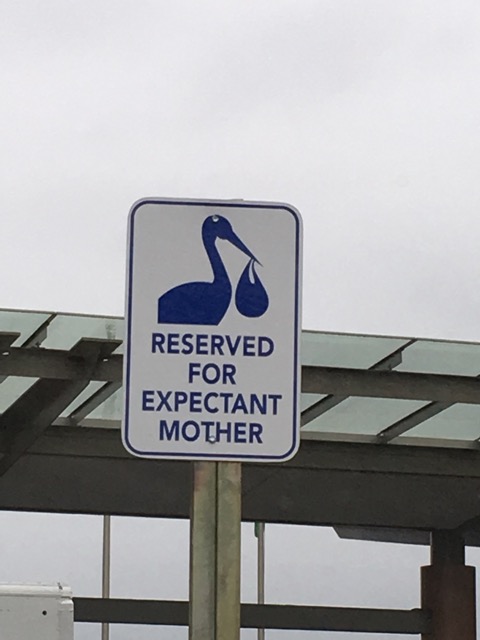 RESERVED
FOR
EXPECTANT
MOTHER